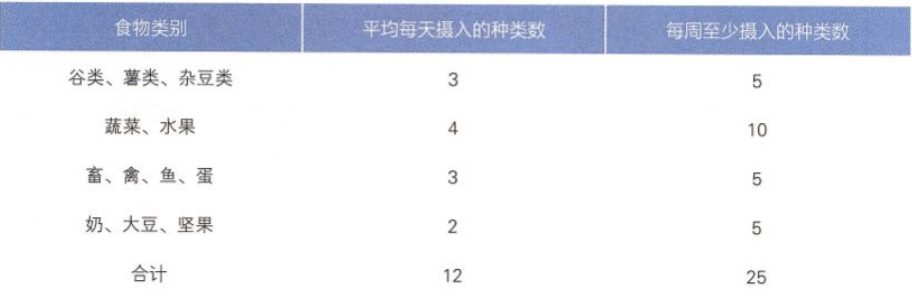 食物类别 平均每天摄入的种类数 每周至少摄入的种类数
谷类、薯类、杂豆类 3 5
蔬菜、水果 4 10
畜、禽、鱼、蛋 3 5
奶、大豆、坚果 2 5
合计 12 25